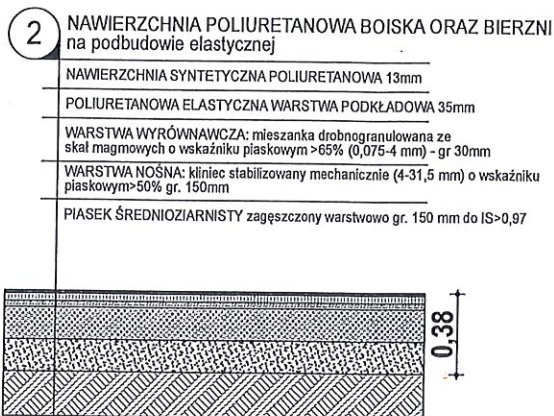 2
NAWIERZCHNIA POLIURETANOWA BOISKA ORAZ BIERZNI
na podbudowie elastycznej
NAWIERZCHNIA SYNTETYCZNA POLIURETANOWA 13mm
POLIURETANOWA ELASTYCZNA WARSTWA PODKŁADOWA 35mm
WARSTWA WYRÓWNAWCZA: mieszanka drobnogranulowana ze
skał magmowych o wskaźniku piaskowym >65% (0,075-4 mm) - gr 30mm
WARSTWA NOŚNA: kliniec stabilizowany mechanicznie (4-31,5 mm) o wskaźniku
piaskowym>50% gr. 150mm
PIASEK ŚREDNIOZIARNISTY zagęszczony warstwowo gr. 150 mm do IS>0,97
0,38